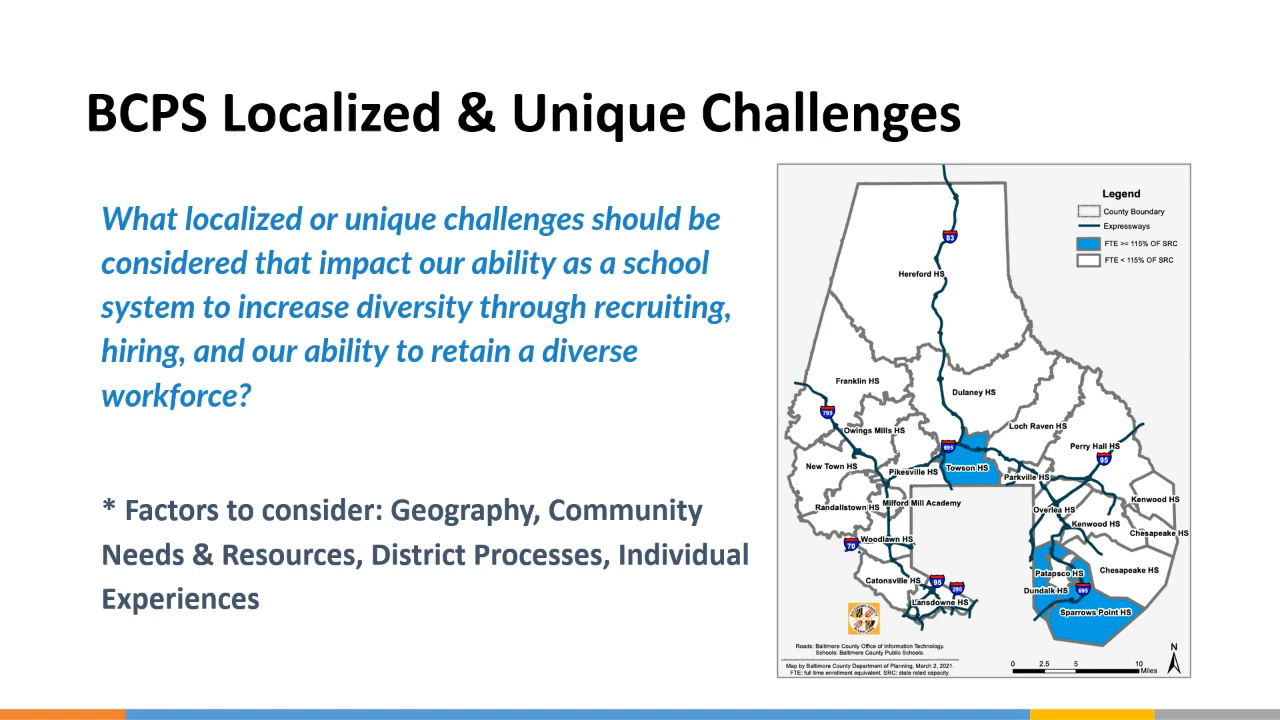 BCPS Localized & Unique Challenges
What localized or unique challenges should be
considered that impact our ability as a school
system to increase diversity through recruiting,
hiring, and our ability to retain a diverse
workforce?
* Factors to consider: Geography, Community
Needs & Resources, District Processes, Individual
Experiences
Legend
County Boundary
Expressways
FTE >= 115% OF SRC
FTE < 115% OF SRC
83
Hereford HS
Franklin HS
Dulaney HS
795
Owings Mills HS
Loch Raven HS
695
Perry Hall HS
95
New Town HS
Pikesville HS
Towson HS
Parkville HS
Randallstown HS
Milford Mill Academy
Overlea HS
Kenwood HS
Kenwood HS
Chesapeake HS
70
Woodlawn HS
Catonsville HS
95
295
Lansdowne HS
Patapsco HS
Chesapeake HS
Dundalk HS
695
Sparrows Point HS
Roads: Baltimore County Office of Information Technology.
Schools: Baltimore County Public Schools.
Map by Baltimore County Department of Planning, March 2, 2021.
FTE: full time enrollment equivalent. SRC: state rated capacity.
N
0 2.5 5 10
Miles